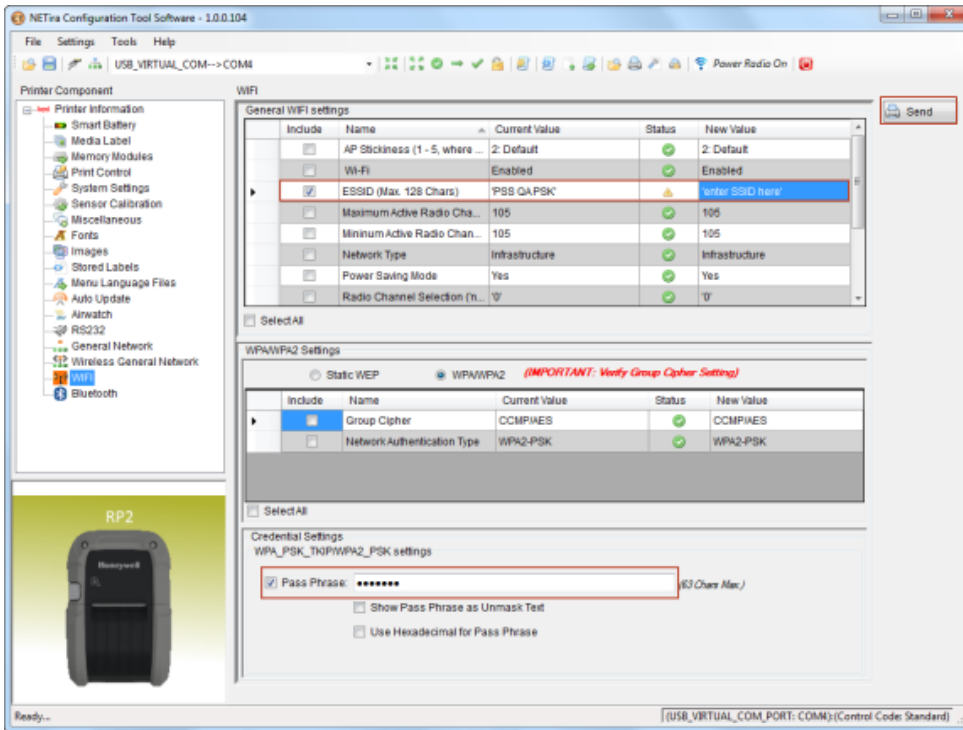 NETira Configuration Tool Software - 1.0.0.104
File Settings Tools Help
USB_VIRTUAL_COM-->COM4 Power Radio On
Printer Component
Printer Information
Smart Battery
Media Label
Memory Modules
Print Control
System Settings
Sensor Calibration
Miscellaneous
Fonts
Images
Stored Labels
Menu Language Files
Auto Update
Airwatch
RS232
General Network
Wireless General Network
WIFI
Bluetooth
RP2
Honeywell
WIFI
General WIFI settings
Include Name Current Value Status New Value
AP Stickiness (1 - 5, where ... 2: Default 2: Default
Wi-Fi Enabled Enabled
ESSID (Max. 128 Chars) 'PSS QA PSK' 'enter SSID here'
Maximum Active Radio Cha... 105 105
Mininum Active Radio Chan... 105 105
Network Type Infrastructure Infrastructure
Power Saving Mode Yes Yes
Radio Channel Selection ('n... '0' '0'
Select All
WPA/WPA2 Settings
Static WEP WPA/WPA2 (IMPORTANT: Verify Group Cipher Setting)
Include Name Current Value Status New Value
Group Cipher CCMP/AES CCMP/AES
Network Authentication Type WPA2-PSK WPA2-PSK
Select All
Credential Settings
WPA_PSK_TKIP/WPA2_PSK settings
Pass Phrase: ••••••• (63 Chars Max.)
Show Pass Phrase as Unmask Text
Use Hexadecimal for Pass Phrase
Send
Ready... (USB_VIRTUAL_COM_PORT: COM4):(Control Code: Standard)